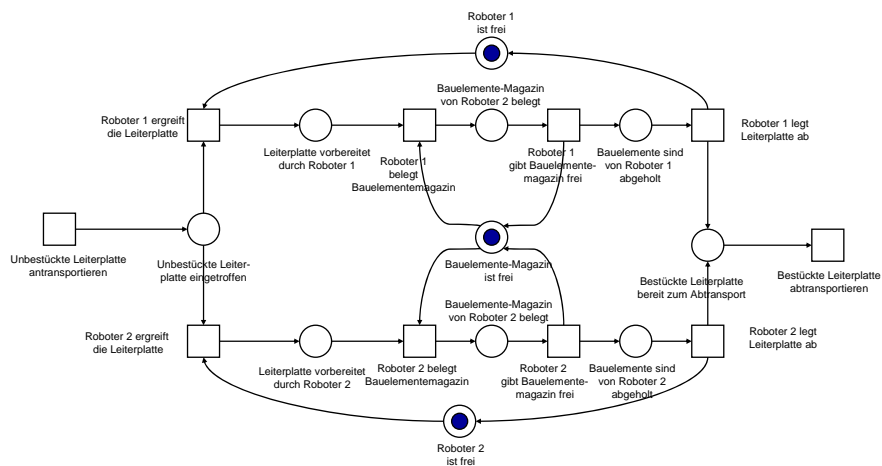 Roboter 1
ist frei
Roboter 1 ergreift
die Leiterplatte
Bauelemente-Magazin
von Roboter 2 belegt
Roboter 1 legt
Leiterplatte ab
Leiterplatte vorbereitet
durch Roboter 1
Roboter 1
belegt
Bauelementemagazin
Roboter 1
gibt Bauelemente-
magazin frei
Bauelemente sind
von Roboter 1
abgeholt
Unbestückte Leiterplatte
antransportieren
Unbestückte Leiter-
platte eingetroffen
Bauelemente-Magazin
ist frei
Bestückte Leiterplatte
bereit zum Abtransport
Bestückte Leiterplatte
abtransportieren
Roboter 2 ergreift
die Leiterplatte
Bauelemente-Magazin
von Roboter 2 belegt
Roboter 2 legt
Leiterplatte ab
Leiterplatte vorbereitet
durch Roboter 2
Roboter 2 belegt
Bauelementemagazin
Roboter 2
gibt Bauelemente-
magazin frei
Bauelemente sind
von Roboter 2
abgeholt
Roboter 2
ist frei